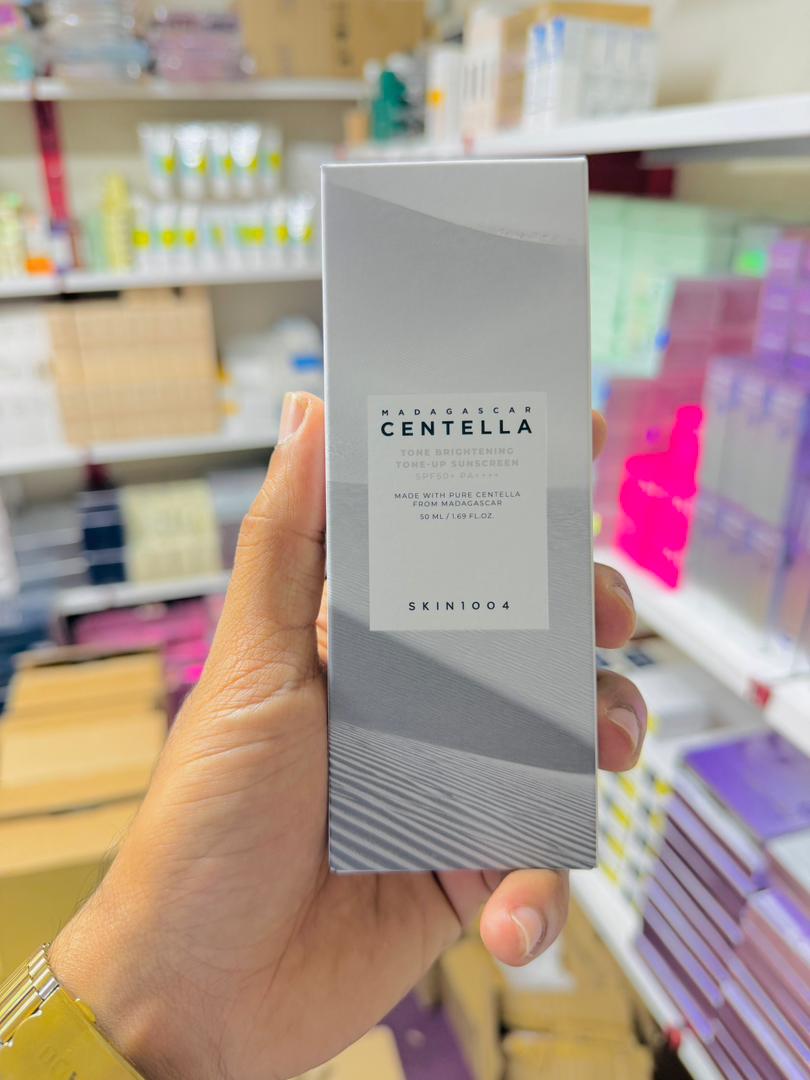 MADAGASCAR
CENTELLA
TONE BRIGHTENING
TONE-UP SUNSCREEN
SPF50+ PA++++
MADE WITH PURE CENTELLA
FROM MADAGASCAR
50 ML / 1.69 FL.OZ.
SKIN1004